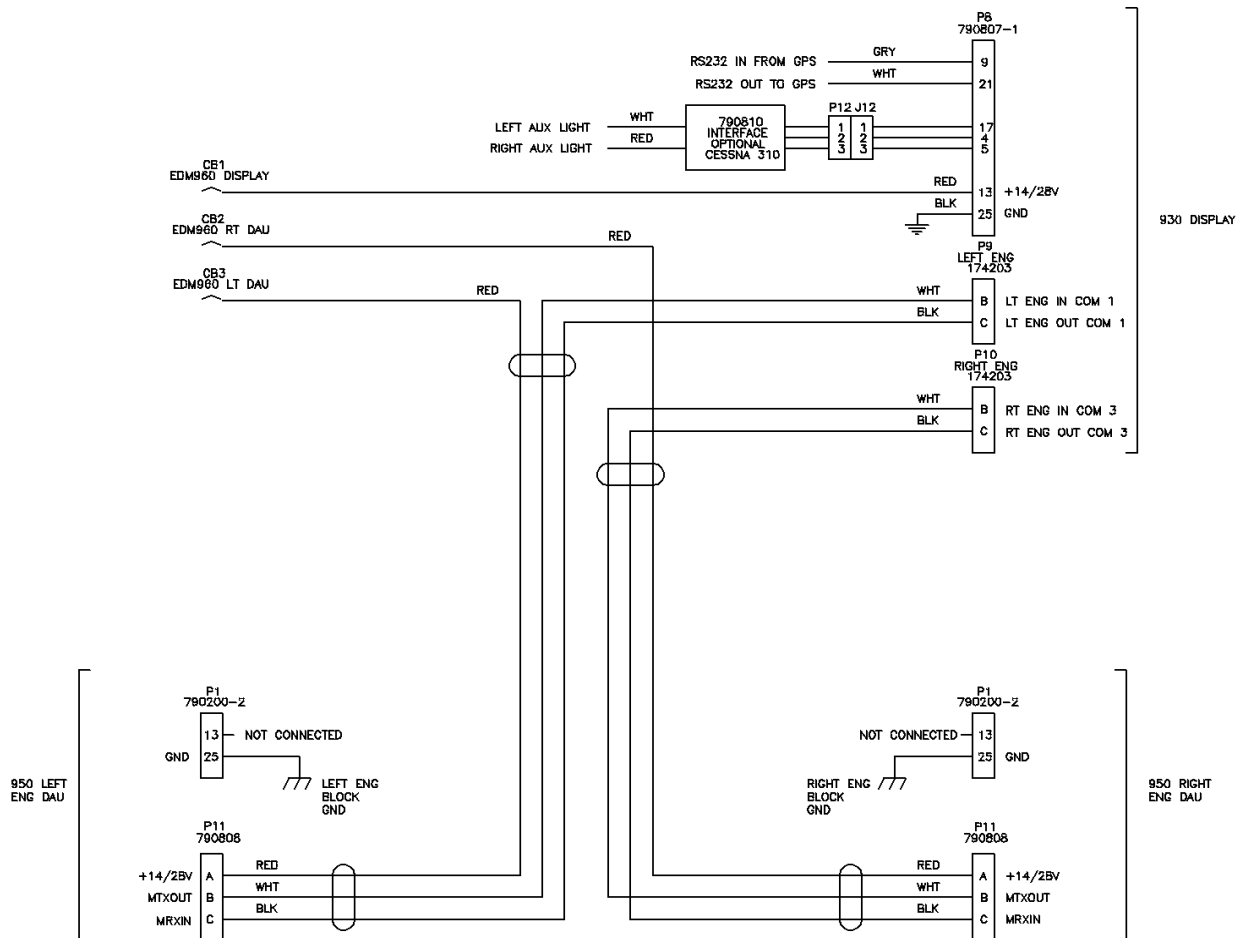 P8
790807-1
GRY
RS232 IN FROM GPS
9
WHT
RS232 OUT TO GPS
21
P12 J12
WHT
790810
INTERFACE
OPTIONAL
CESSNA 310
LEFT AUX LIGHT
1 1
17
RED
2 2
4
RIGHT AUX LIGHT
3 3
5
CB1
EDM960 DISPLAY
RED
13 +14/28V
BLK
25 GND
930 DISPLAY
CB2
EDM960 RT DAU
RED
P9
LEFT ENG
174203
CB3
EDM960 LT DAU
RED
WHT
B LT ENG IN COM 1
BLK
C LT ENG OUT COM 1
P10
RIGHT ENG
174203
WHT
B RT ENG IN COM 3
BLK
C RT ENG OUT COM 3
P1
790200-2
13 NOT CONNECTED
GND 25
LEFT ENG
BLOCK
GND
950 LEFT
ENG DAU
P11
790808
RED
+14/28V A
WHT
MTXOUT B
BLK
MRXIN C
P1
790200-2
NOT CONNECTED 13
25 GND
RIGHT ENG
BLOCK
GND
950 RIGHT
ENG DAU
P11
790808
RED
A +14/28V
WHT
B MTXOUT
BLK
C MRXIN